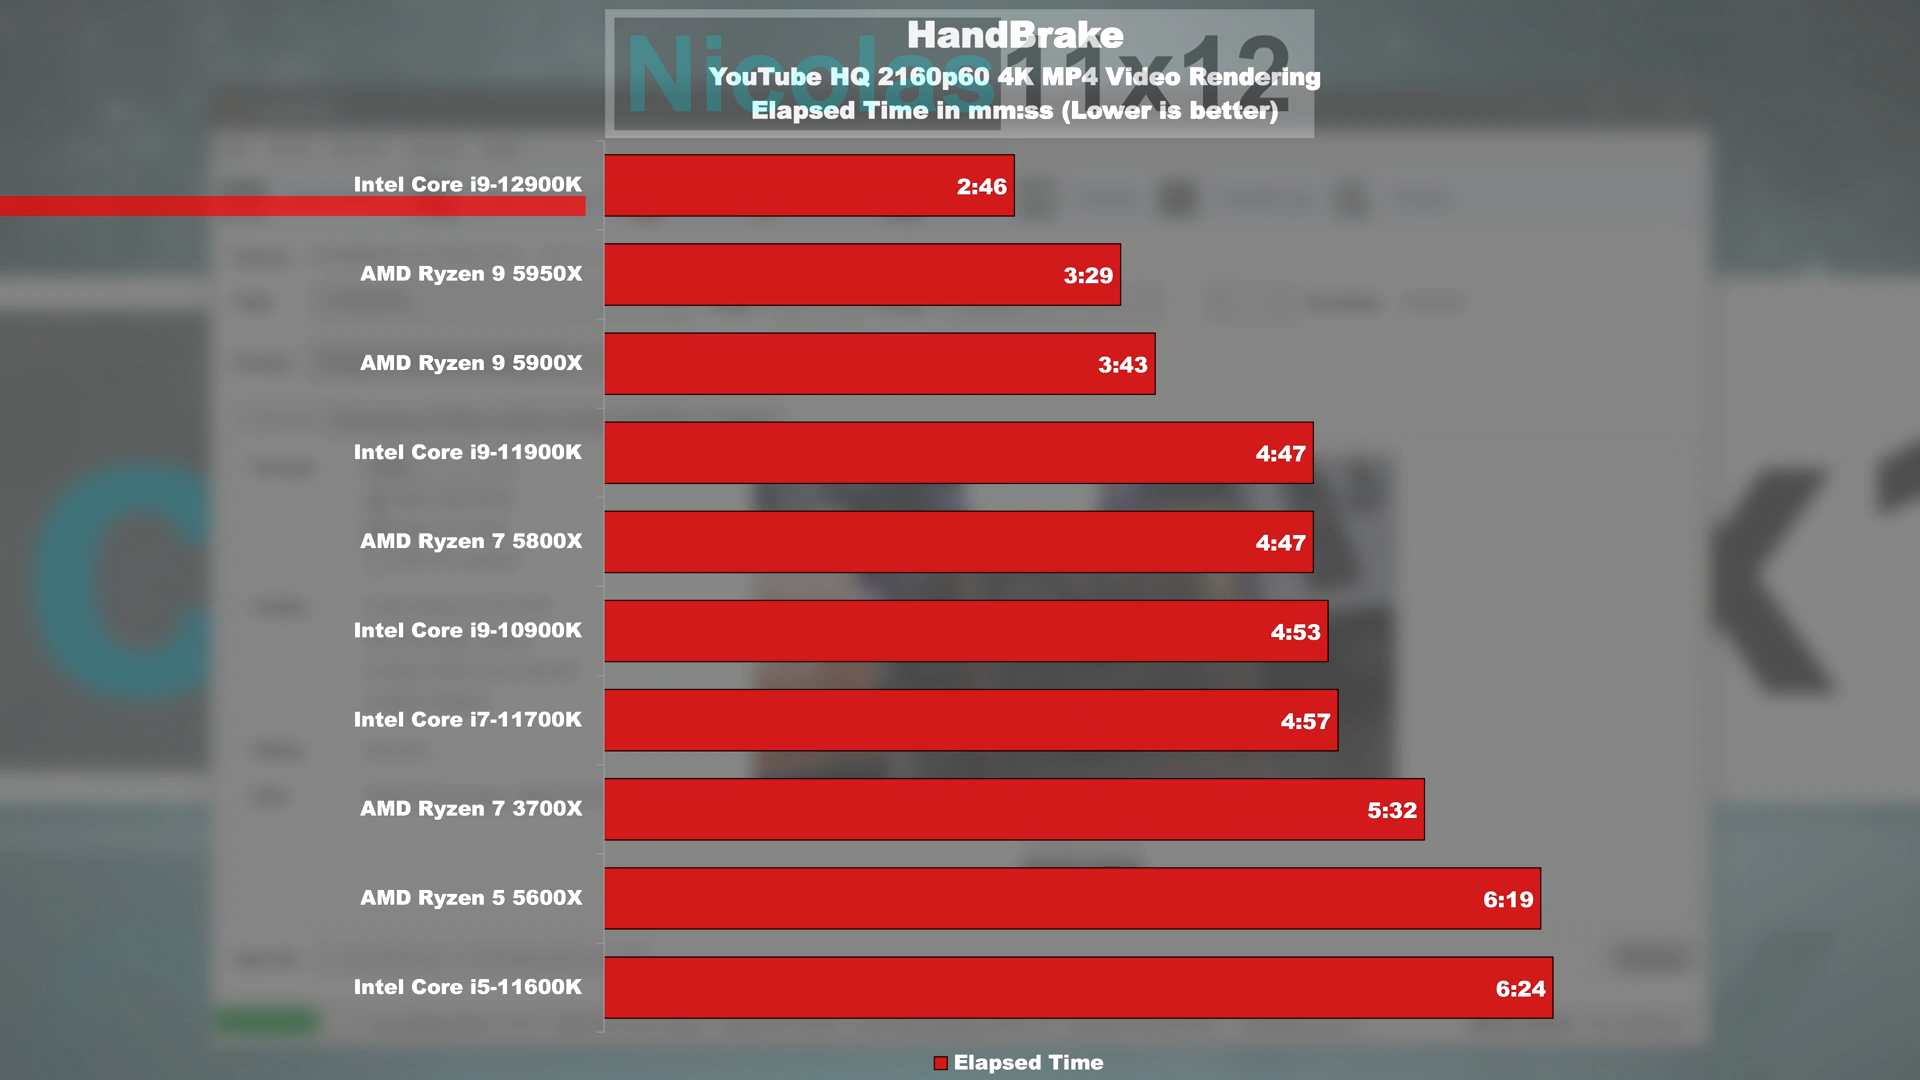 Nicolas11x12
HandBrake
YouTube HQ 2160p60 4K MP4 Video Rendering
Elapsed Time in mm:ss (Lower is better)
Intel Core i9-12900K 2:46
AMD Ryzen 9 5950X 3:29
AMD Ryzen 9 5900X 3:43
Intel Core i9-11900K 4:47
AMD Ryzen 7 5800X 4:47
Intel Core i9-10900K 4:53
Intel Core i7-11700K 4:57
AMD Ryzen 7 3700X 5:32
AMD Ryzen 5 5600X 6:19
Intel Core i5-11600K 6:24
Elapsed Time